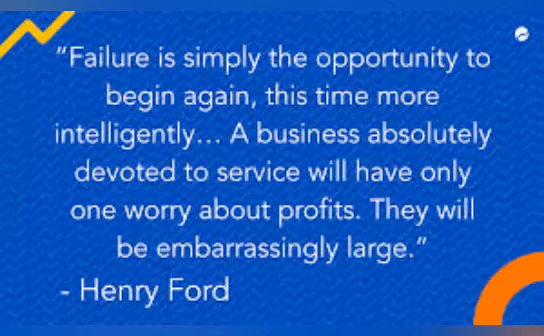 "Failure is simply the opportunity to
begin again, this time more
intelligently... A business absolutely
devoted to service will have only
one worry about profits. They will
be embarrassingly large."
- Henry Ford